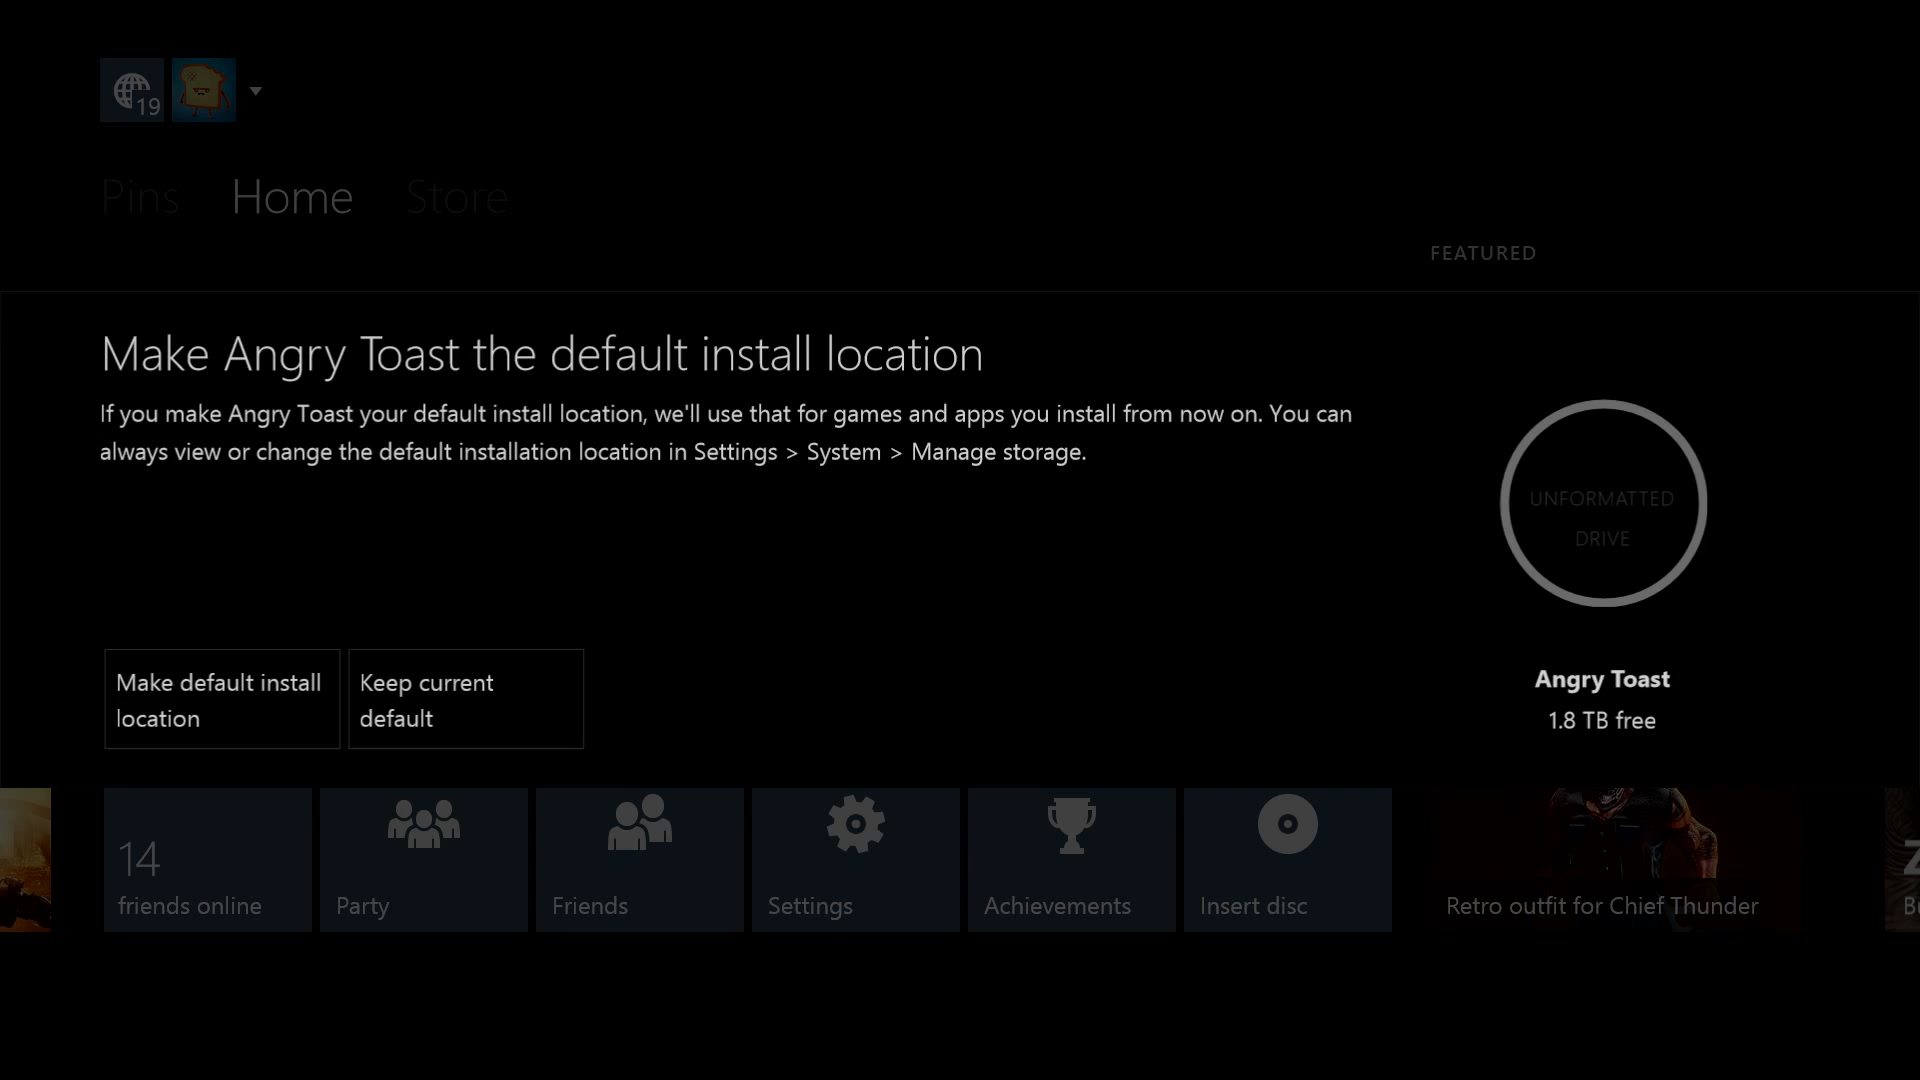 19
Pins Home Store
FEATURED
Make Angry Toast the default install location
If you make Angry Toast your default install location, we'll use that for games and apps you install from now on. You can
always view or change the default installation location in Settings > System > Manage storage.
UNFORMATTED
DRIVE
Make default install
location
Keep current
default
Angry Toast
1.8 TB free
14
friends online
Party
Friends
Settings
Achievements
Insert disc
Retro outfit for Chief Thunder